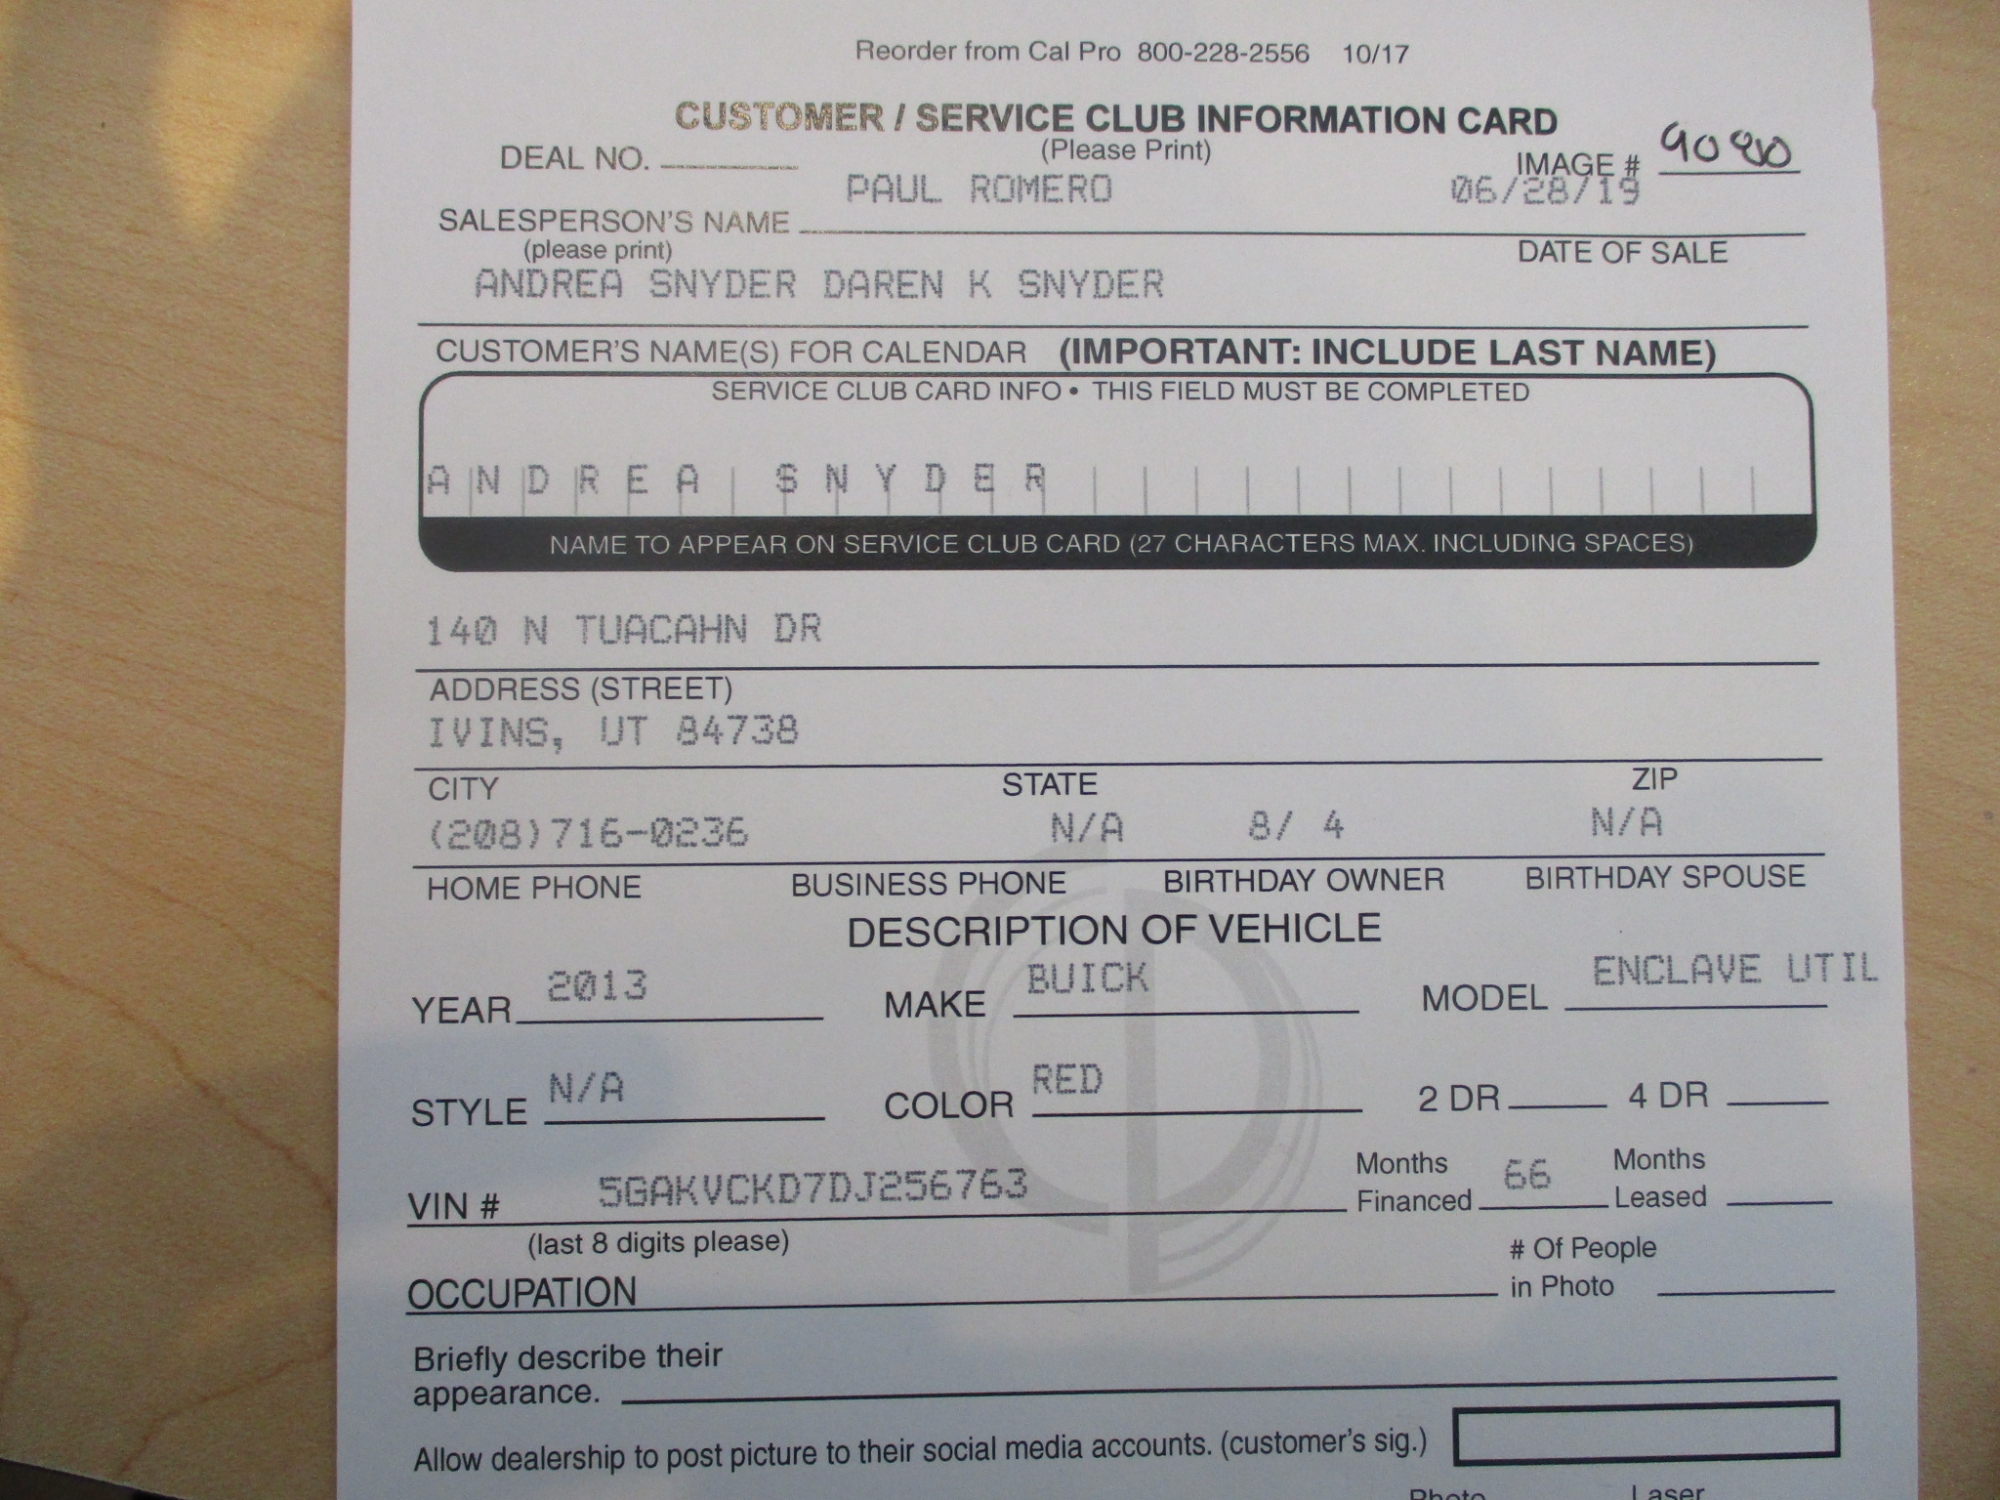 Reorder from Cal Pro 800-228-2556 10/17
CUSTOMER / SERVICE CLUB INFORMATION CARD
(Please Print)
DEAL NO. IMAGE #
PAUL ROMERO 06/28/19
SALESPERSON'S NAME
(please print) DATE OF SALE
ANDREA SNYDER DAREN K SNYDER
CUSTOMER'S NAME(S) FOR CALENDAR (IMPORTANT: INCLUDE LAST NAME)
SERVICE CLUB CARD INFO • THIS FIELD MUST BE COMPLETED
ANDREA SNYDER
NAME TO APPEAR ON SERVICE CLUB CARD (27 CHARACTERS MAX. INCLUDING SPACES)
140 N TUACAHN DR
ADDRESS (STREET)
IVINS, UT 84738
CITY STATE ZIP
(208)716-0236 N/A 8/ 4 N/A
HOME PHONE BUSINESS PHONE BIRTHDAY OWNER BIRTHDAY SPOUSE
DESCRIPTION OF VEHICLE
YEAR 2013 MAKE BUICK MODEL ENCLAVE UTIL
STYLE N/A COLOR RED 2 DR 4 DR
VIN # 5GAKVCKD7DJ256763 Months Financed 66 Months Leased
(last 8 digits please)
OCCUPATION # Of People in Photo
Briefly describe their
appearance.
Allow dealership to post picture to their social media accounts. (customer's sig.)
Photo Laser